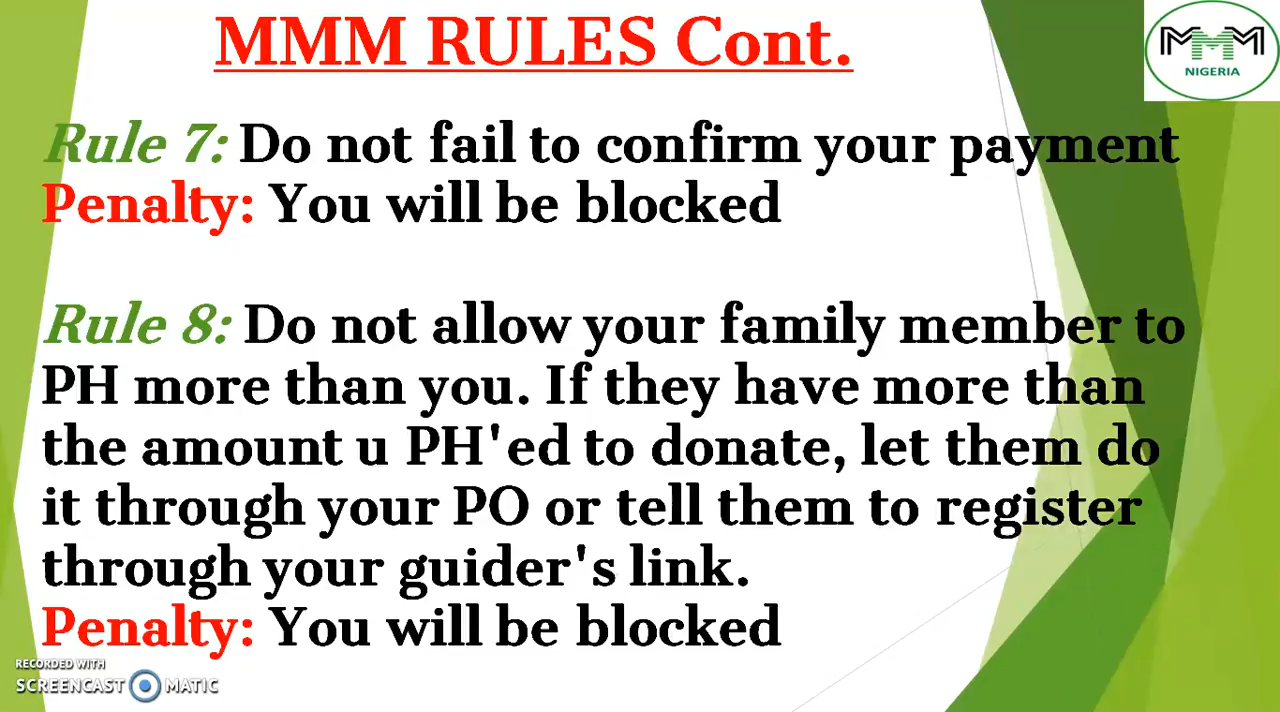 MMM RULES Cont.
MMM
NIGERIA
Rule 7: Do not fail to confirm your payment
Penalty: You will be blocked
Rule 8: Do not allow your family member to
PH more than you. If they have more than
the amount u PH'ed to donate, let them do
it through your PO or tell them to register
through your guider's link.
Penalty: You will be blocked
RECORDED WITH
SCREENCAST MATIC